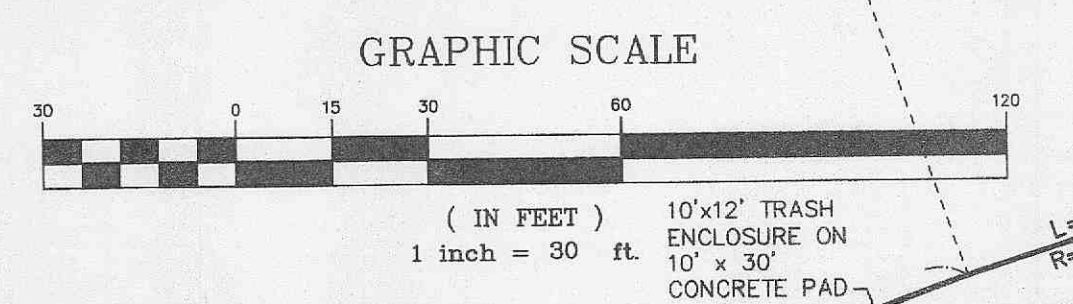 GRAPHIC SCALE
30 0 15 30 60 120
( IN FEET )
1 inch = 30 ft.
10'x12' TRASH
ENCLOSURE ON
10' x 30'
CONCRETE PAD
L=
R=